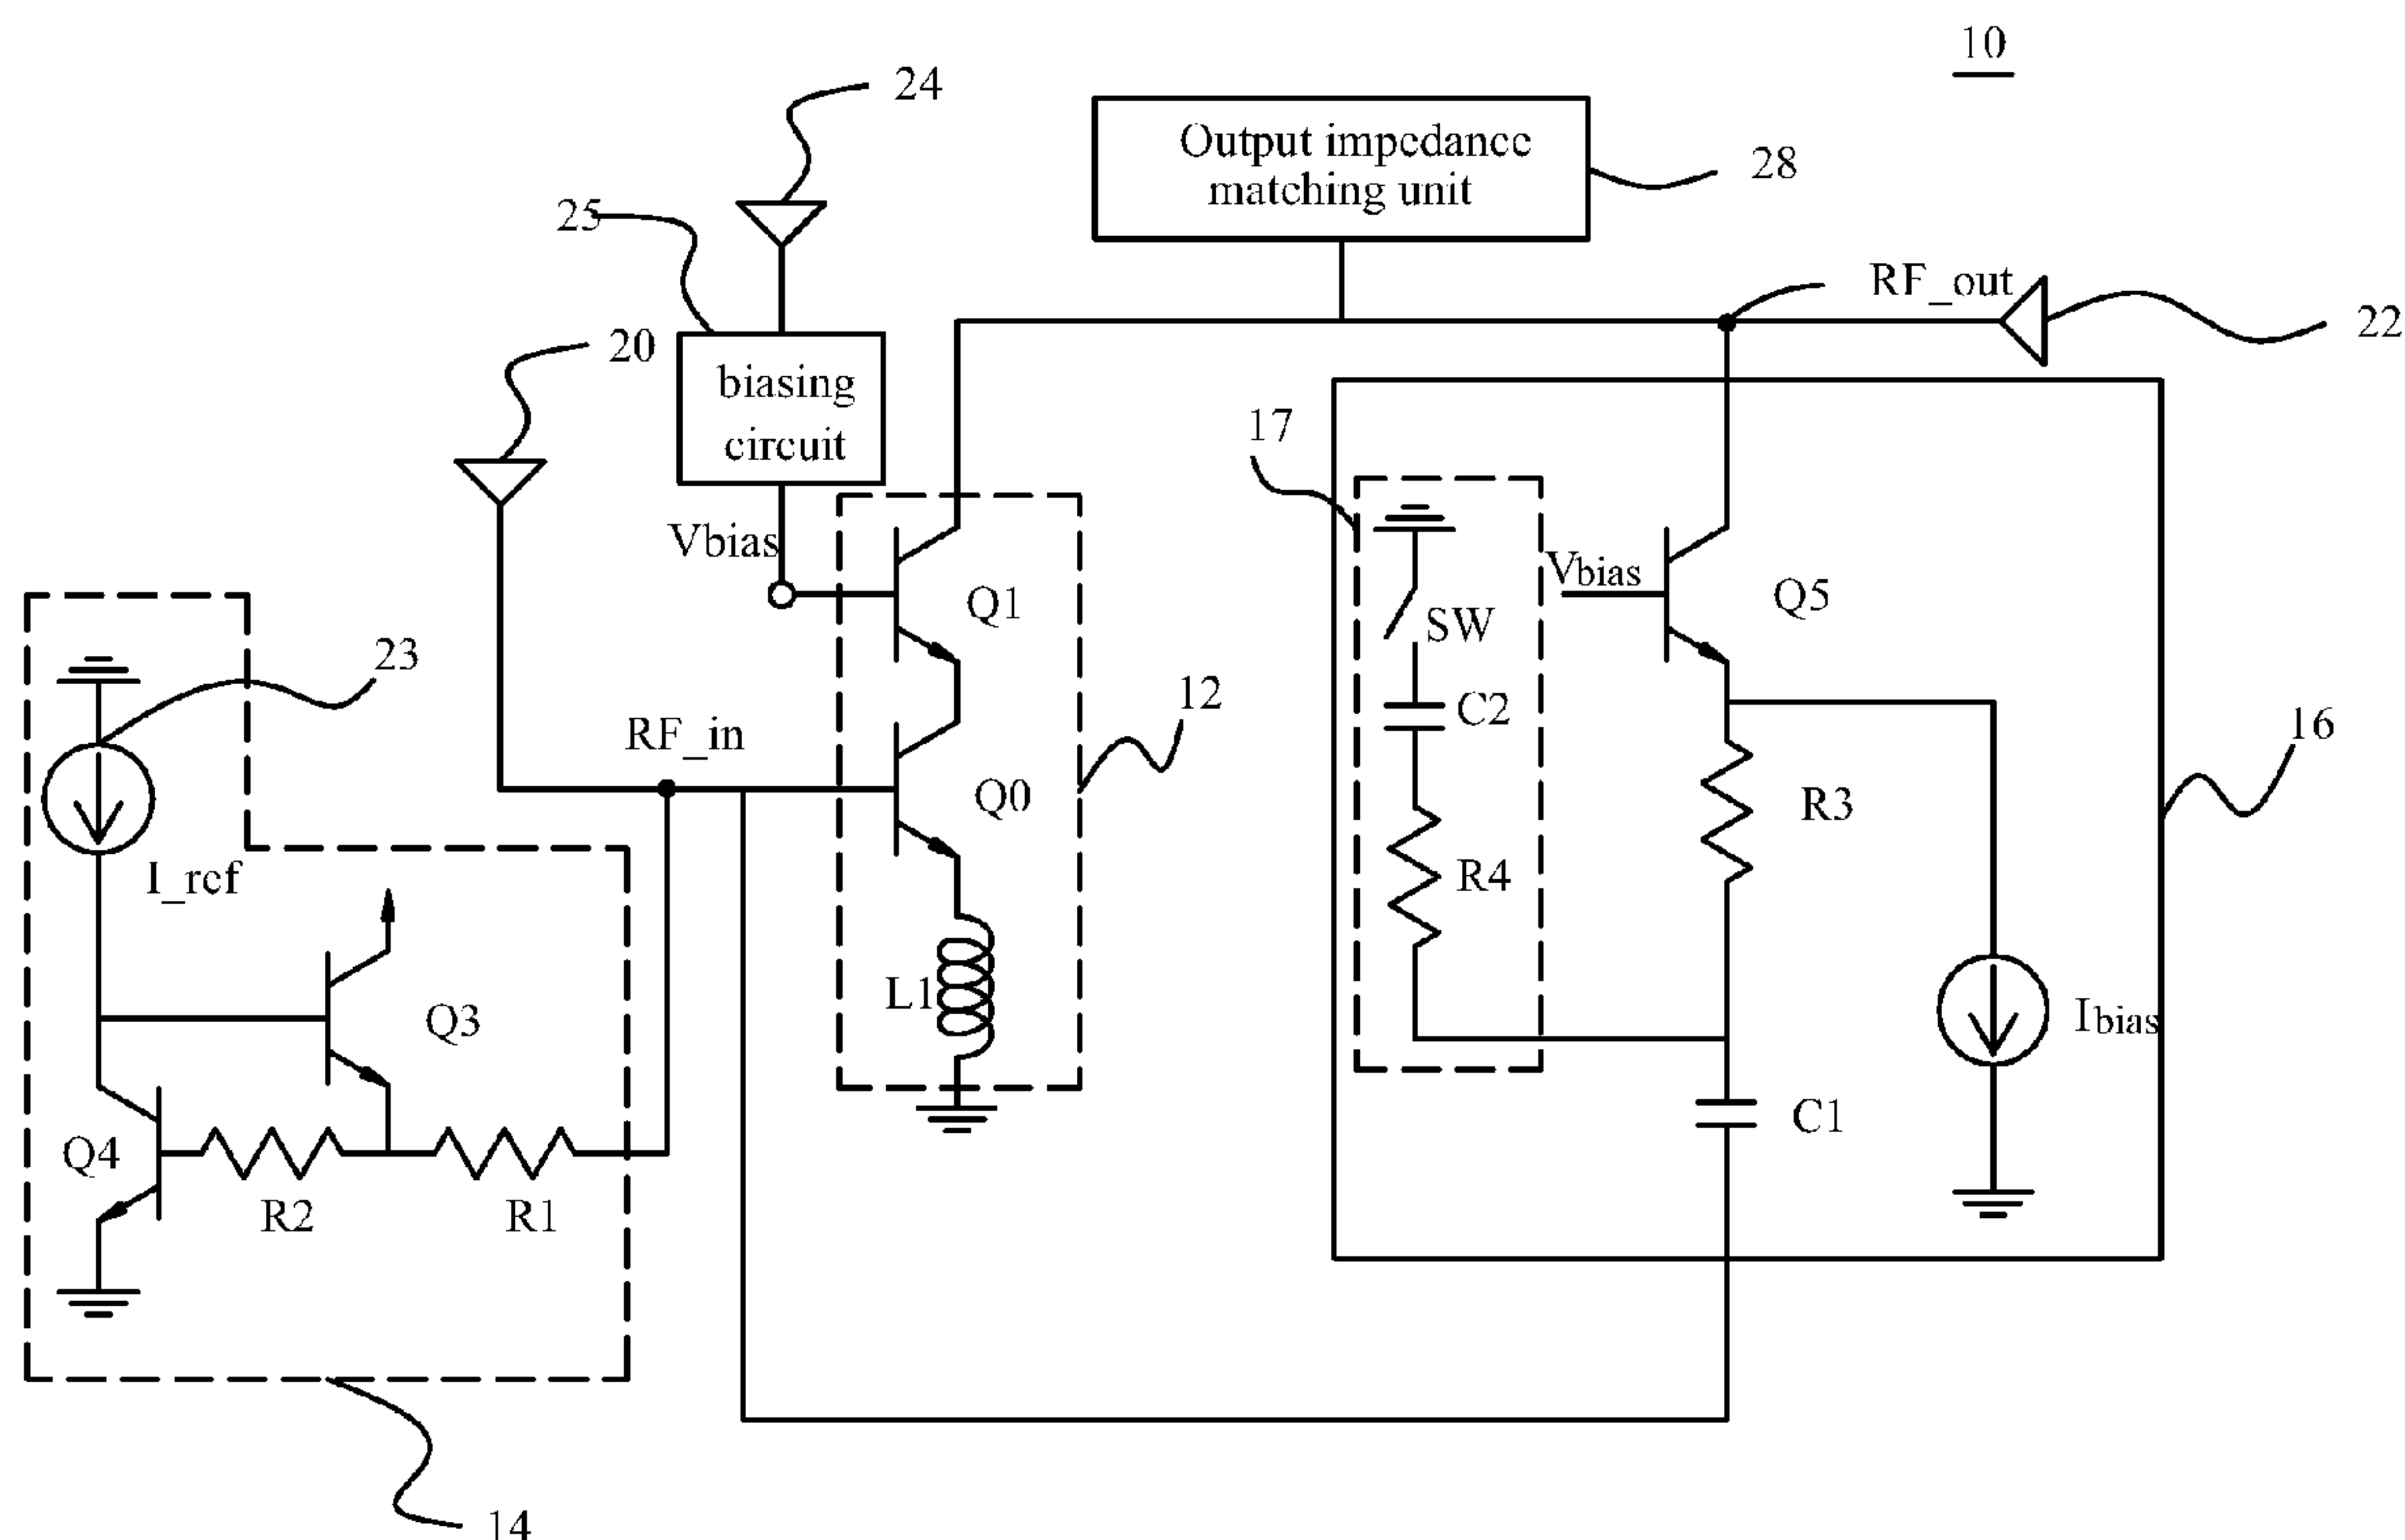 10
24
Output impedance
matching unit
28
25
RF_out
22
20
biasing
circuit
17
Vbias
Vbias
Q1
Q5
SW
23
12
C2
16
RF_in
Q0
R3
I_ref
R4
L1
Q3
Ibias
C1
Q4
R2
R1
14